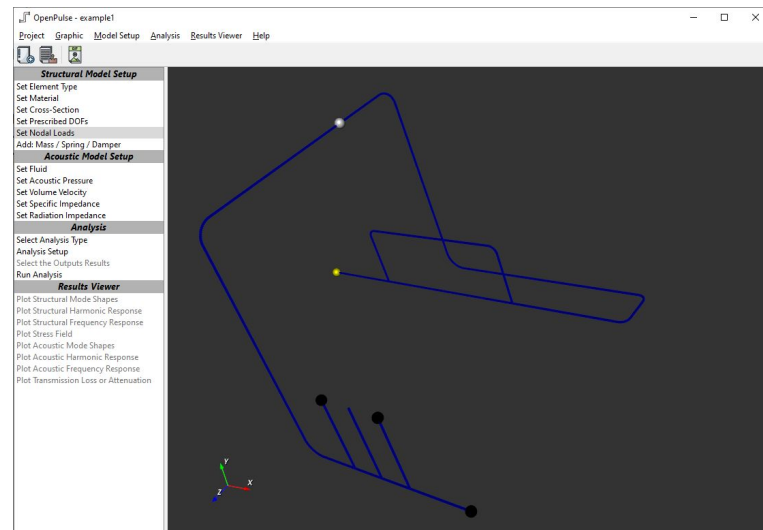 OpenPulse - example1
Project Graphic Model Setup Analysis Results Viewer Help
Structural Model Setup
Set Element Type
Set Material
Set Cross-Section
Set Prescribed DOFs
Set Nodal Loads
Add: Mass / Spring / Damper
Acoustic Model Setup
Set Fluid
Set Acoustic Pressure
Set Volume Velocity
Set Specific Impedance
Set Radiation Impedance
Analysis
Select Analysis Type
Analysis Setup
Select the Outputs Results
Run Analysis
Results Viewer
Plot Structural Mode Shapes
Plot Structural Harmonic Response
Plot Structural Frequency Response
Plot Stress Field
Plot Acoustic Mode Shapes
Plot Acoustic Harmonic Response
Plot Acoustic Frequency Response
Plot Transmission Loss or Attenuation
Y
X
Z